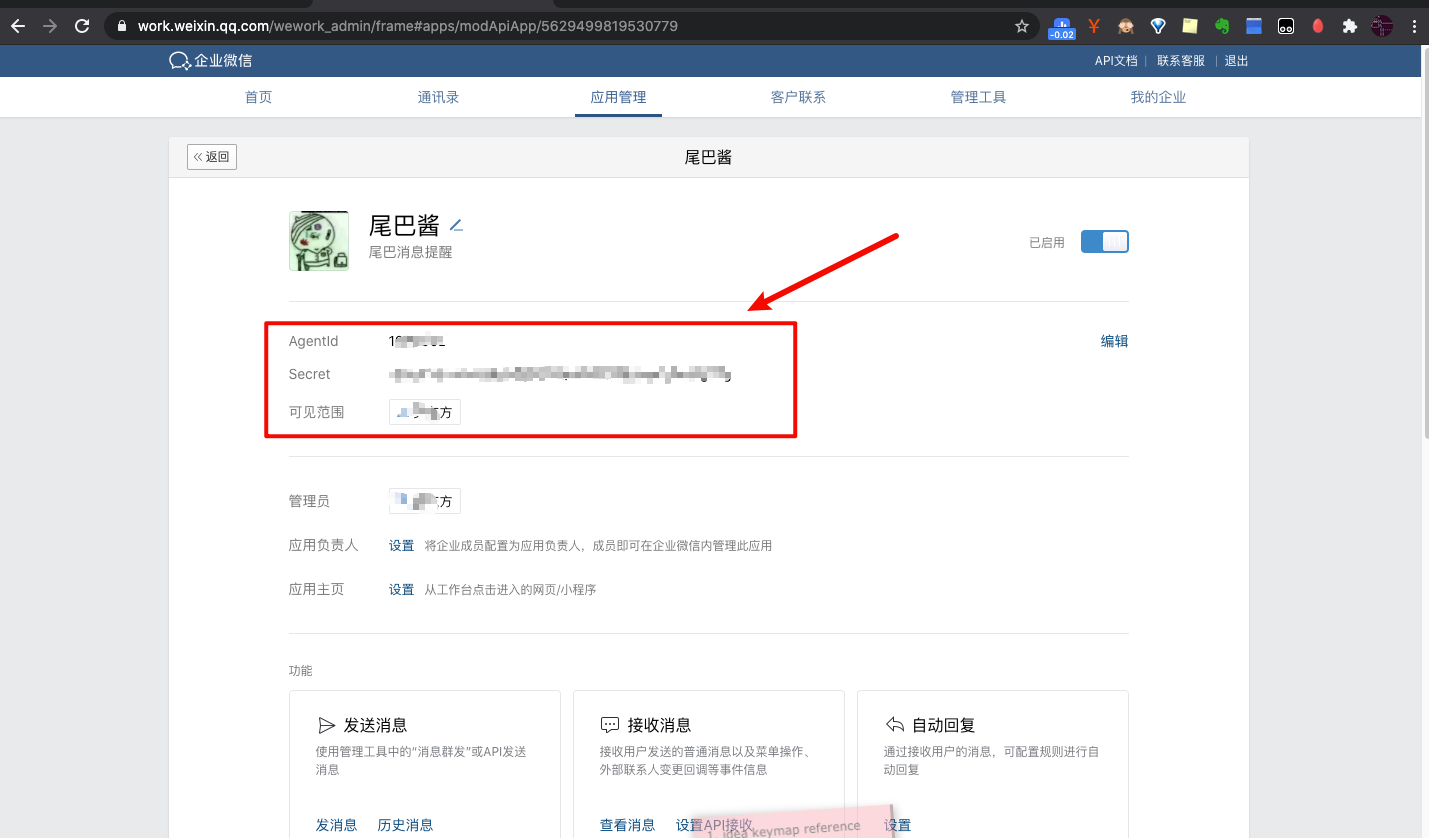 work.weixin.qq.com/wework_admin/frame#apps/modApiApp/5629499819530779
-0.02
企业微信
API文档 | 联系客服 | 退出
首页 通讯录 应用管理 客户联系 管理工具 我的企业
« 返回 尾巴酱
尾巴酱
尾巴消息提醒
已启用
AgentId
编辑
Secret
可见范围 方
管理员 方
应用负责人 设置 将企业成员配置为应用负责人，成员即可在企业微信内管理此应用
应用主页 设置 从工作台点击进入的网页/小程序
功能
发送消息
使用管理工具中的“消息群发”或API发送
消息
发消息 历史消息
接收消息
接收用户发送的普通消息以及菜单操作、
外部联系人变更回调等事件信息
查看消息 设置API接收
自动回复
通过接收用户的消息，可配置规则进行自
动回复
设置
1. idea keymap reference